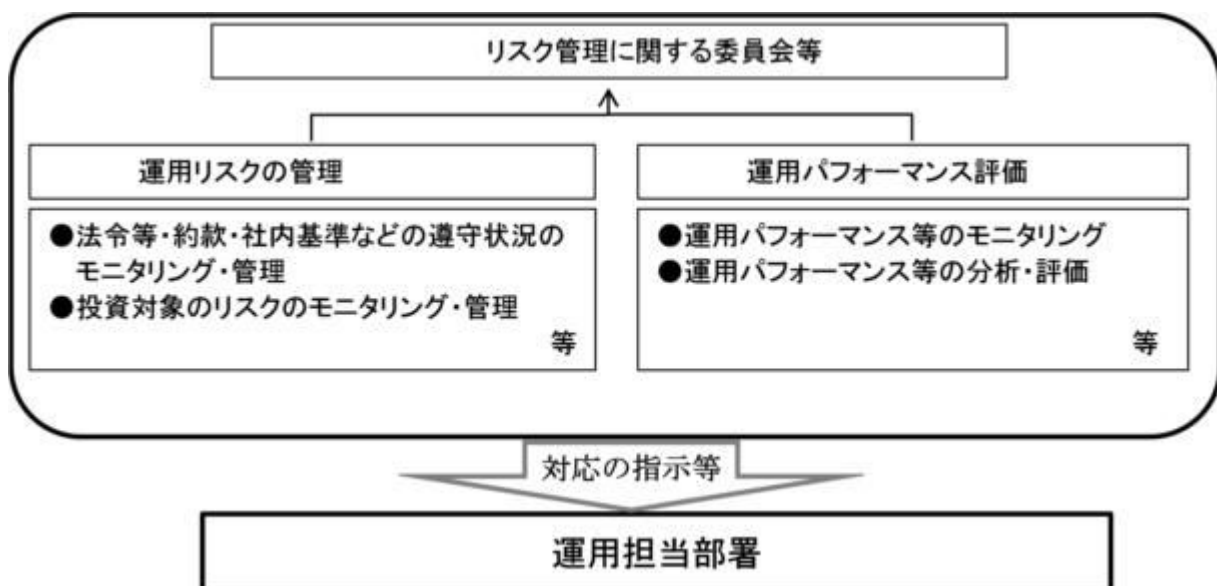 リスク管理に関する委員会等
運用リスクの管理
●法令等・約款・社内基準などの遵守状況の
モニタリング・管理
●投資対象のリスクのモニタリング・管理
等
運用パフォーマンス評価
●運用パフォーマンス等のモニタリング
●運用パフォーマンス等の分析・評価
等
対応の指示等
運用担当部署